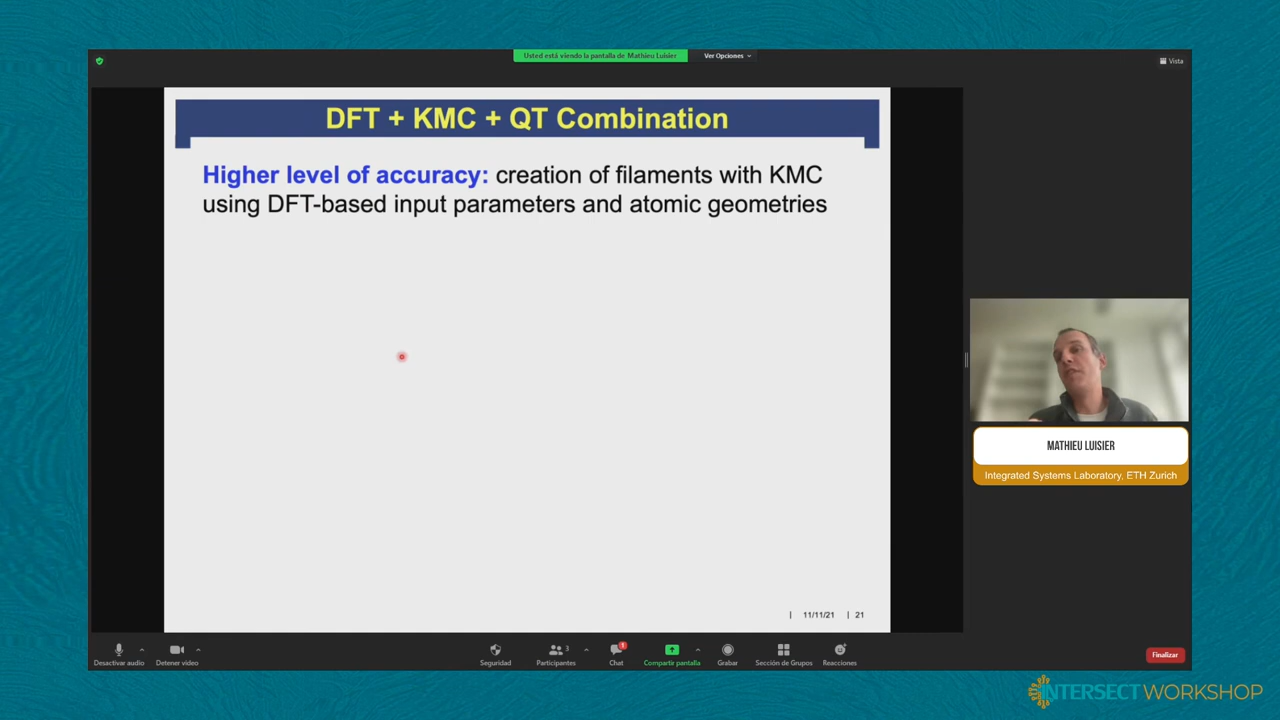 Usted está viendo la pantalla de Mathieu Luisier
Ver Opciones
Vista
DFT + KMC + QT Combination
Higher level of accuracy: creation of filaments with KMC
using DFT-based input parameters and atomic geometries
MATHIEU LUISIER
Integrated Systems Laboratory, ETH Zurich
| 11/11/21 | 21
Desactivar audio
Detener video
Seguridad
Participantes
3
Chat
1
Compartir pantalla
Grabar
Sección de Grupos
Reacciones
Finalizar
INTERSECT WORKSHOP